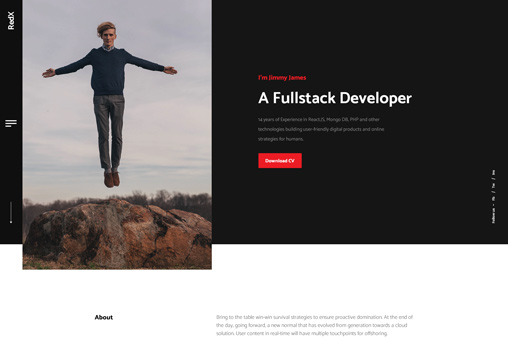 RedX
I'm Jimmy James
A Fullstack Developer
14 years of Experience in ReactJS, Mongo DB, PHP and other
technologies building user-friendly digital products and online
strategies for humans.
Download CV
Follow us — Fb / Tw / Ins
About
Bring to the table win-win survival strategies to ensure proactive domination! At the end of
the day, going forward, a new normal that has evolved from generation towards a cloud
solution. User content in real-time will have multiple touchpoints for offshoring.